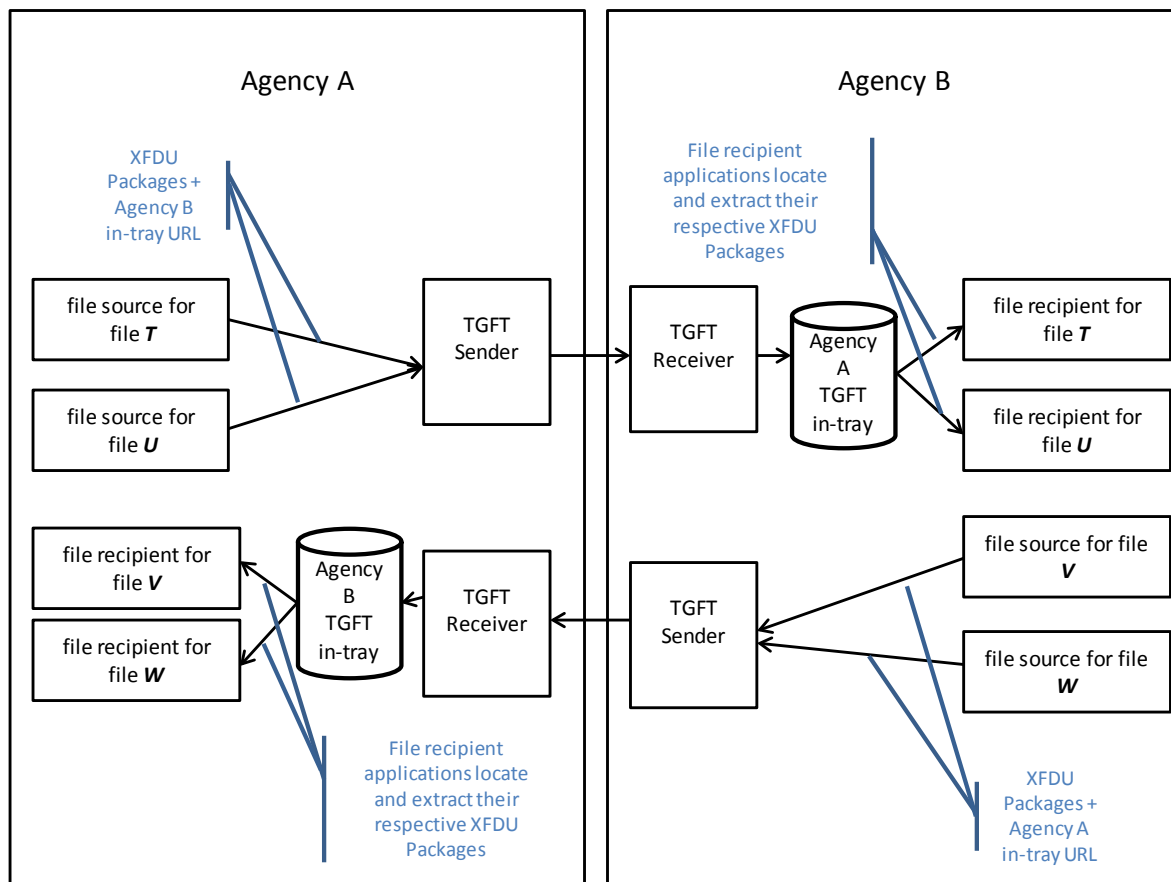 Agency A
XFDU
Packages +
Agency B
in-tray URL
file source for
file T
file source for
file U
TGFT
Sender
file recipient for
file V
file recipient for
file W
Agency
B
TGFT
in-tray
TGFT
Receiver
File recipient
applications locate
and extract their
respective XFDU
Packages
Agency B
File recipient
applications locate
and extract their
respective XFDU
Packages
TGFT
Receiver
Agency
A
TGFT
in-tray
file recipient for
file T
file recipient for
file U
TGFT
Sender
file source for file
V
file source for file
W
XFDU
Packages +
Agency A
in-tray URL